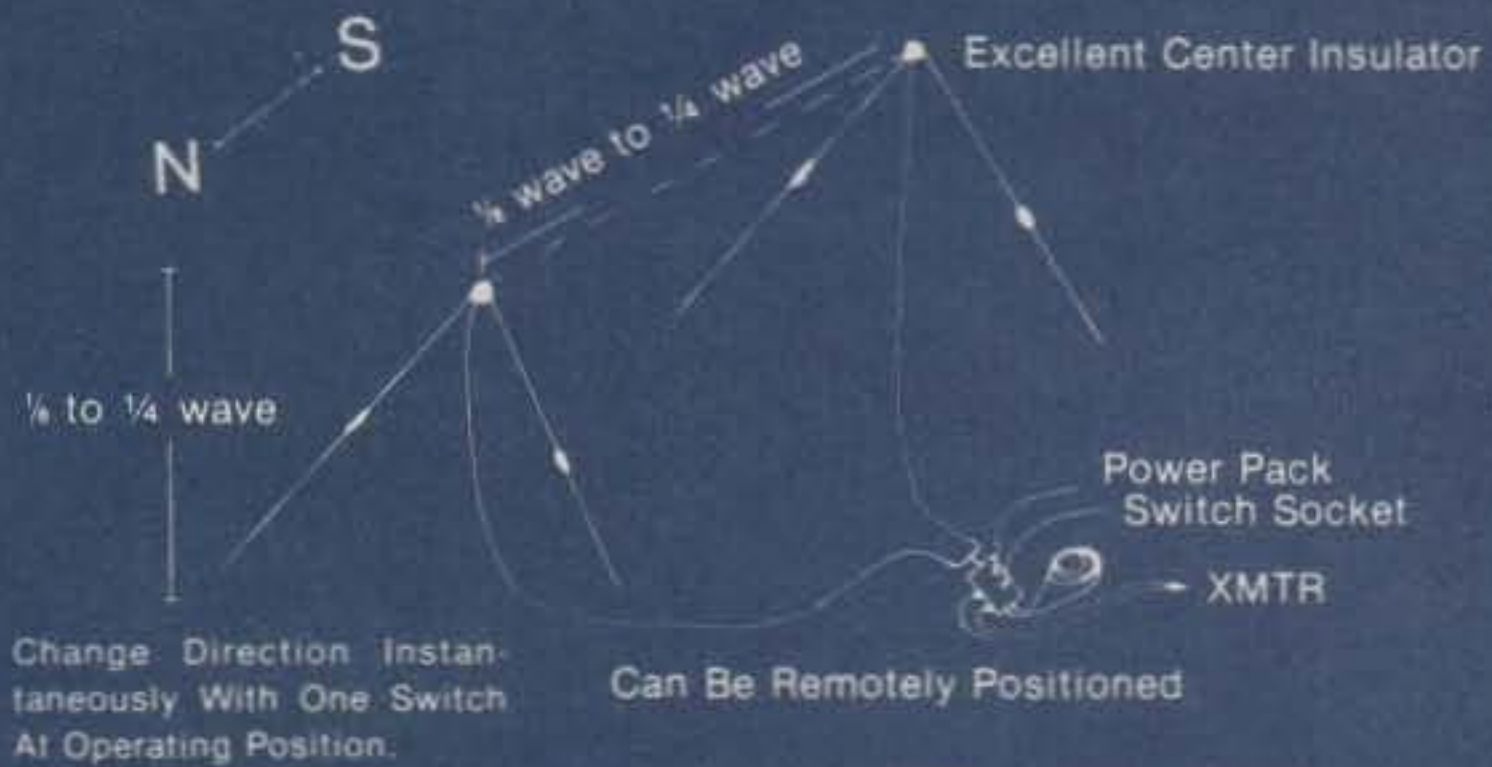 S
N
⅛ wave to ¼ wave
Excellent Center Insulator
⅛ to ¼ wave
Power Pack
Switch Socket
XMTR
Change Direction Instan-
taneously With One Switch
At Operating Position.
Can Be Remotely Positioned